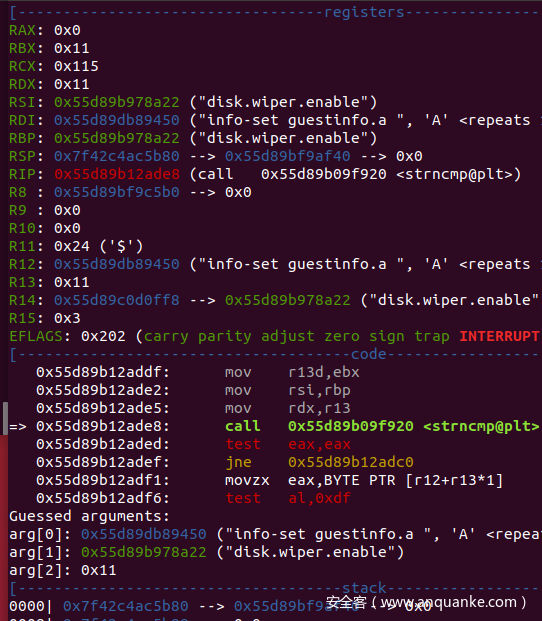 [----------------------------------registers---------------
RAX: 0x0
RBX: 0x11
RCX: 0x115
RDX: 0x11
RSI: 0x55d89b978a22 ("disk.wiper.enable")
RDI: 0x55d89db89450 ("info-set guestinfo.a ", 'A' <repeats
RBP: 0x55d89b978a22 ("disk.wiper.enable")
RSP: 0x7f42c4ac5b80 --> 0x55d89bf9af40 --> 0x0
RIP: 0x55d89b12ade8 (call   0x55d89b09f920 <strncmp@plt>)
R8 : 0x55d89bf9c5b0 --> 0x0
R9 : 0x0
R10: 0x0
R11: 0x24 ('$')
R12: 0x55d89db89450 ("info-set guestinfo.a ", 'A' <repeats
R13: 0x11
R14: 0x55d89c0d0ff8 --> 0x55d89b978a22 ("disk.wiper.enable"
R15: 0x3
EFLAGS: 0x202 (carry parity adjust zero sign trap INTERRUPT
[-------------------------------------code-----------------
   0x55d89b12addf:      mov    r13d,ebx
   0x55d89b12ade2:      mov    rsi,rbp
   0x55d89b12ade5:      mov    rdx,r13
=> 0x55d89b12ade8:      call   0x55d89b09f920 <strncmp@plt>
   0x55d89b12aded:      test   eax,eax
   0x55d89b12adef:      jne    0x55d89b12adc0
   0x55d89b12adf1:      movzx  eax,BYTE PTR [r12+r13*1]
   0x55d89b12adf6:      test   al,0xdf
Guessed arguments:
arg[0]: 0x55d89db89450 ("info-set guestinfo.a ", 'A' <repea
arg[1]: 0x55d89b978a22 ("disk.wiper.enable")
arg[2]: 0x11
[------------------------------------stack-----------------
0000| 0x7f42c4ac5b80 --> --> 0x0
安全客 ( www.anquanke.com )